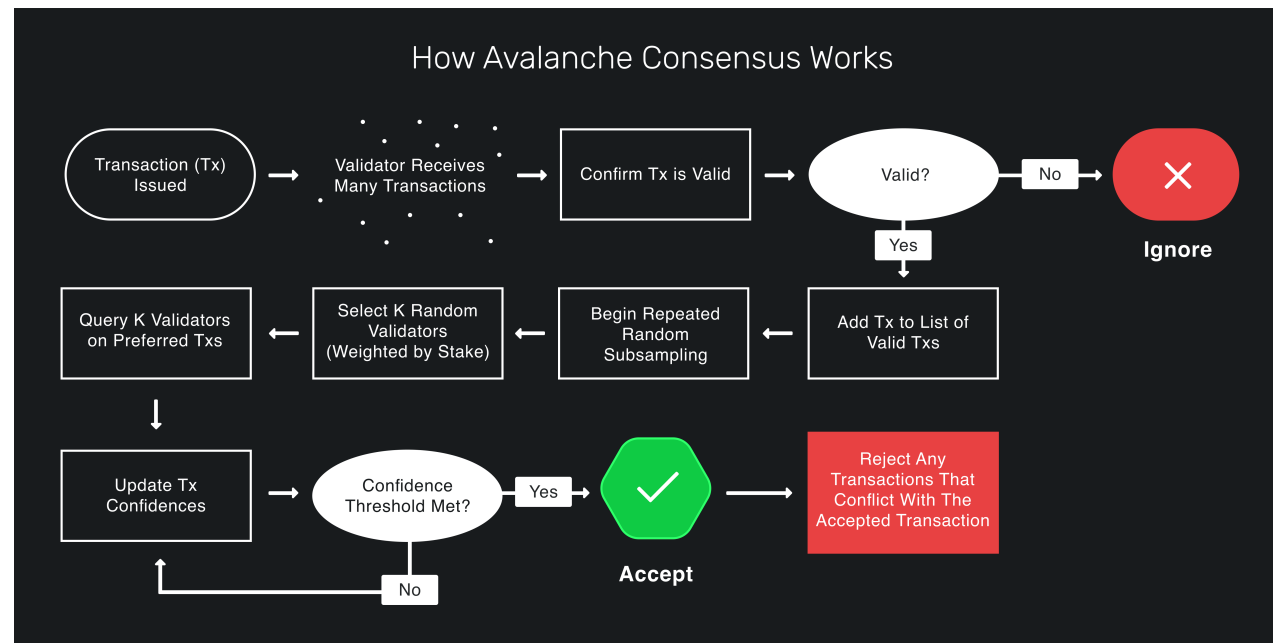 How Avalanche Consensus Works
Transaction (Tx)
Issued
Validator Receives
Many Transactions
Confirm Tx is Valid
Valid?
No
Ignore
Yes
Add Tx to List of
Valid Txs
Begin Repeated
Random
Subsampling
Select K Random
Validators
(Weighted by Stake)
Query K Validators
on Preferred Txs
Update Tx
Confidences
Confidence
Threshold Met?
Yes
No
Accept
Reject Any
Transactions That
Conflict With The
Accepted Transaction